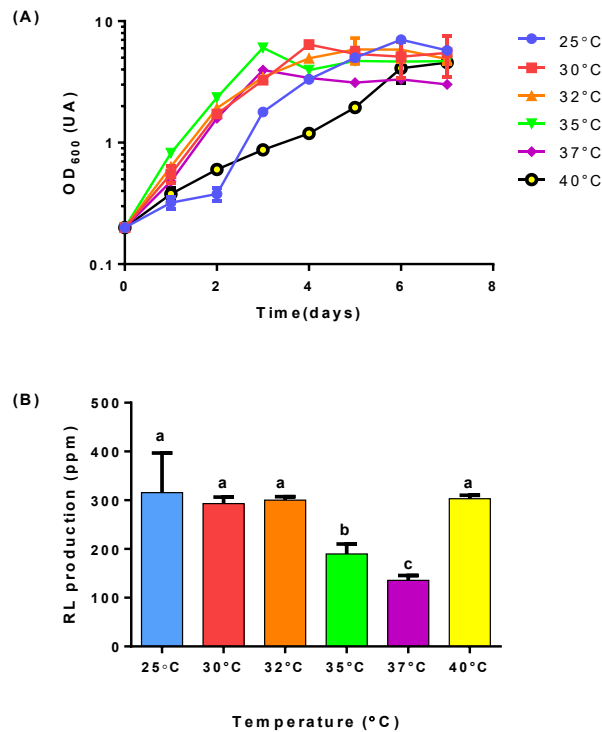 (A)
OD600 (UA)
10
1
0.1
0 2 4 6 8
Time(days)
25°C
30°C
32°C
35°C
37°C
40°C
(B)
RL production (ppm)
500
400
300
200
100
0
a a a b c a
25°C 30°C 32°C 35°C 37°C 40°C
Temperature (ºC)